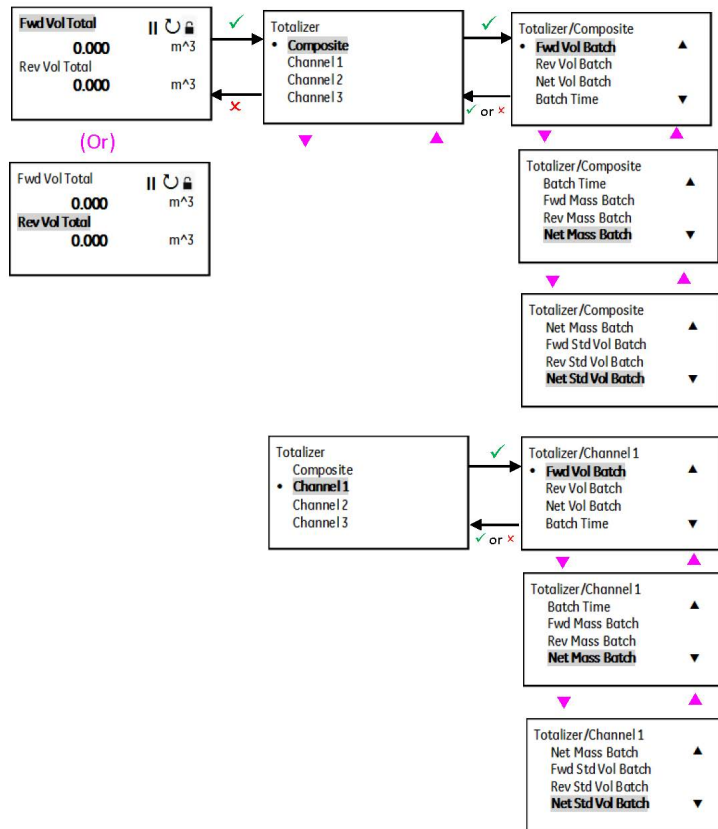 Fwd Vol Total
0.000 m^3
Rev Vol Total
0.000 m^3
(Or)
Fwd Vol Total
0.000 m^3
Rev Vol Total
0.000 m^3
Totalizer
• Composite
Channel 1
Channel 2
Channel 3
Totalizer/Composite
• Fwd Vol Batch
Rev Vol Batch
Net Vol Batch
Batch Time
✓ or x
Totalizer/Composite
Batch Time
Fwd Mass Batch
Rev Mass Batch
Net Mass Batch
Totalizer/Composite
Net Mass Batch
Fwd Std Vol Batch
Rev Std Vol Batch
Net Std Vol Batch
Totalizer
Composite
• Channel 1
Channel 2
Channel 3
✓ or x
Totalizer/Channel 1
• Fwd Vol Batch
Rev Vol Batch
Net Vol Batch
Batch Time
Totalizer/Channel 1
Batch Time
Fwd Mass Batch
Rev Mass Batch
Net Mass Batch
Totalizer/Channel 1
Net Mass Batch
Fwd Std Vol Batch
Rev Std Vol Batch
Net Std Vol Batch